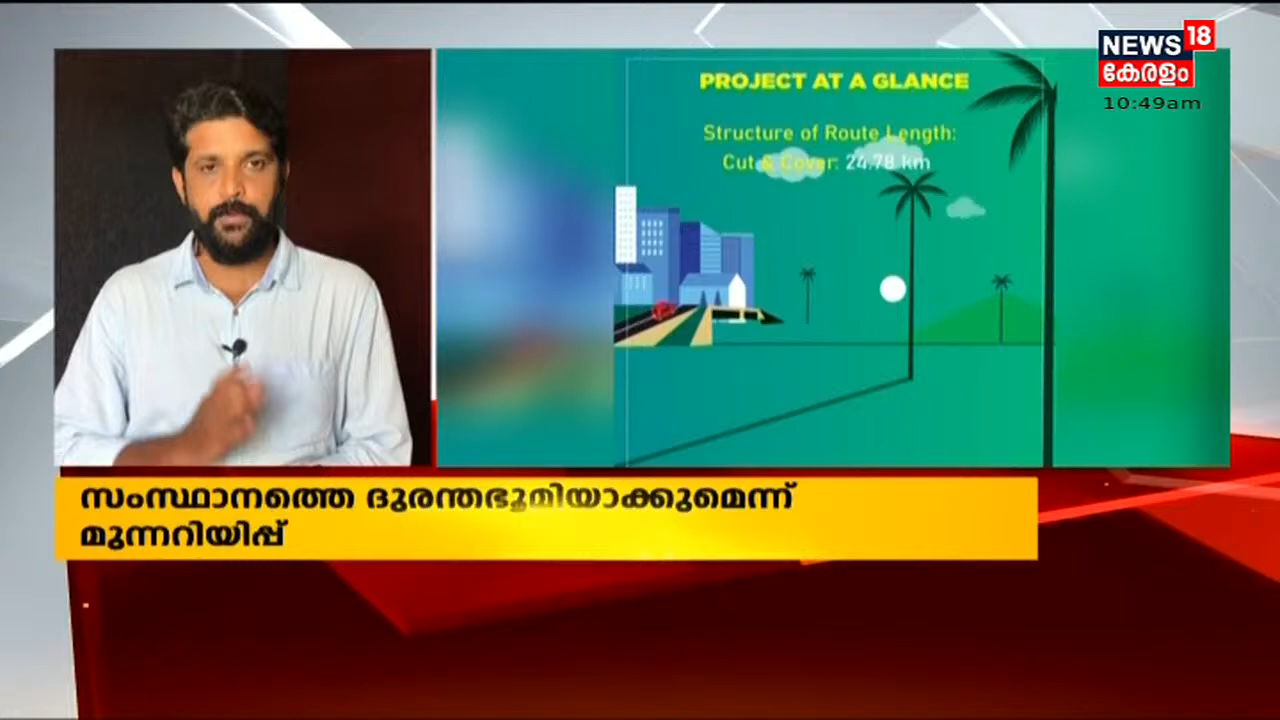 NEWS 18
കേരളം
10:49am
PROJECT AT A GLANCE
Structure of Route Length:
Cut & Cover: 24.78 km
സംസ്ഥാനത്തെ ദുരന്തഭൂമിയാക്കുമെന്ന്
മുന്നറിയിപ്പ്